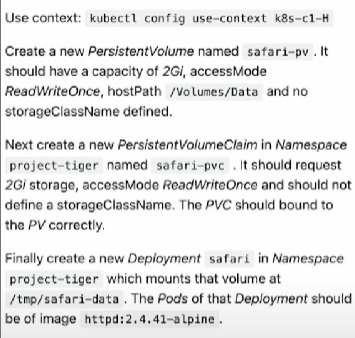 Use context: kubectl config use-context k8s-c1-H
Create a new PersistentVolume named safari-pv . It
should have a capacity of 2Gi, accessMode
ReadWriteOnce, hostPath /Volumes/Data and no
storageClassName defined.
Next create a new PersistentVolumeClaim in Namespace
project-tiger named safari-pvc . It should request
2Gi storage, accessMode ReadWriteOnce and should not
define a storageClassName. The PVC should bound to
the PV correctly.
Finally create a new Deployment safari in Namespace
project-tiger which mounts that volume at
/tmp/safari-data . The Pods of that Deployment should
be of image httpd:2.4.41-alpine .